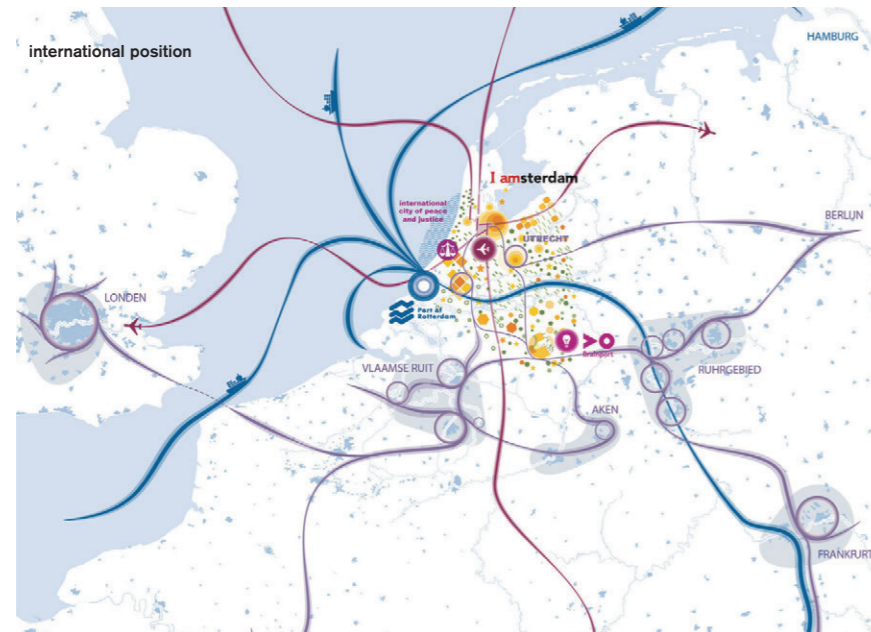 international position
HAMBURG
I amsterdam
international
city of peace
and justice
UTRECHT
BERLIJN
LONDEN
Port of
Rotterdam
Brainport
VLAAMSE RUIT
RUHRGEBIED
AKEN
FRANKFURT